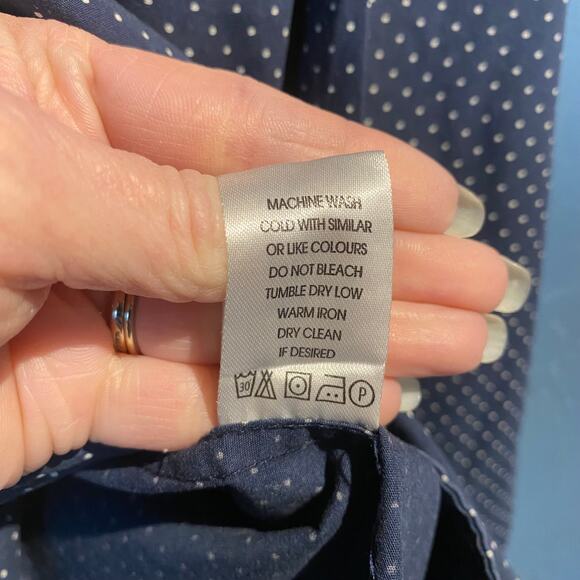 MACHINE WASH
COLD WITH SIMILAR
OR LIKE COLOURS
DO NOT BLEACH
TUMBLE DRY LOW
WARM IRON
DRY CLEAN
IF DESIRED
30 P